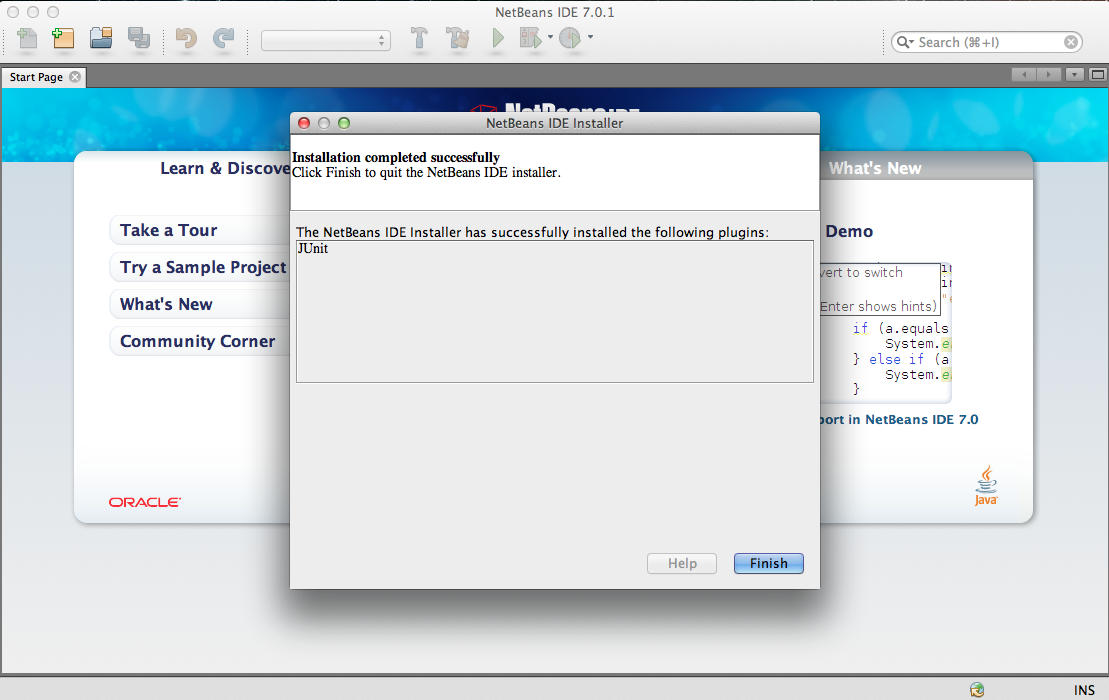 NetBeans IDE 7.0.1
Search (⌘+I)
Start Page
NetBeans IDE
NetBeans IDE Installer
Installation completed successfully
Click Finish to quit the NetBeans IDE installer.
The NetBeans IDE Installer has successfully installed the following plugins:
JUnit
Help
Finish
Learn & Discove
Take a Tour
Try a Sample Project
What's New
Community Corner
ORACLE
What's New
Demo
vert to switch
Enter shows hints)
if (a.equals
System.e
} else if (a
System.e
}
port in NetBeans IDE 7.0
Java
INS